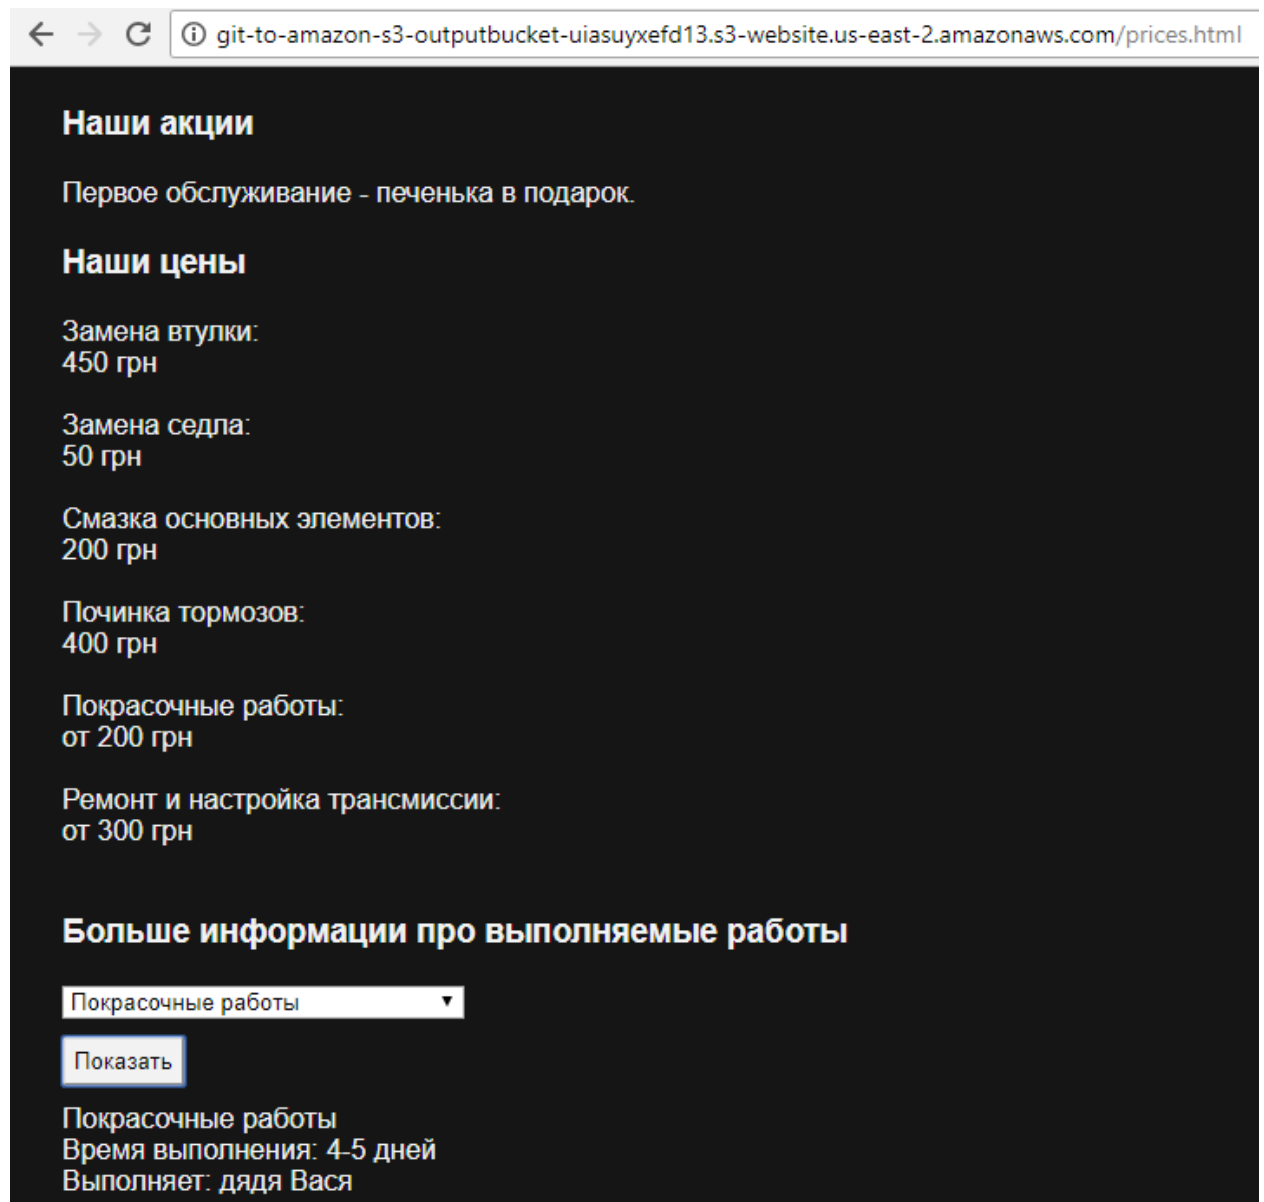 git-to-amazon-s3-outputbucket-uiasuyxefd13.s3-website.us-east-2.amazonaws.com/prices.html
Наши акции
Первое обслуживание - печенька в подарок.
Наши цены
Замена втулки:
450 грн
Замена седла:
50 грн
Смазка основных элементов:
200 грн
Починка тормозов:
400 грн
Покрасочные работы:
от 200 грн
Ремонт и настройка трансмиссии:
от 300 грн
Больше информации про выполняемые работы
Покрасочные работы
Показать
Покрасочные работы
Время выполнения: 4-5 дней
Выполняет: дядя Вася